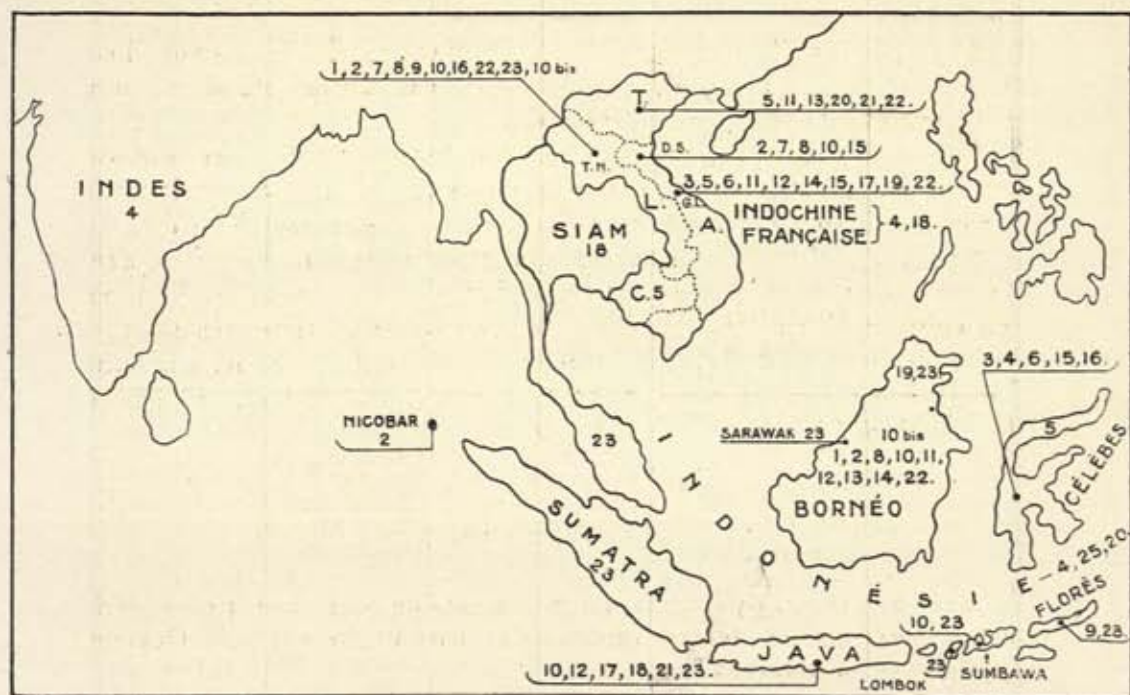 1, 2, 7, 8, 9, 10, 16, 22, 23, 10 bis
T.
5, 11, 13, 20, 21, 22.
D.S.
2, 7, 8, 10, 15
T.N.
INDES
4
3, 5, 6, 11, 12, 14, 15, 17, 19, 22.
L.
G.L.
A.
INDOCHINE
FRANÇAISE
4, 18.
SIAM
18
C.5
3, 4, 6, 15, 16.
19, 23.
NICOBAR
2
23
SARAWAK 23
10 bis
1, 2, 8, 10, 11,
12, 13, 14, 22.
BORNÉO
5
CÉLÈBES
SUMATRA
23
INDONÉSIE - 4, 25, 20.
FLORÈS
9, 23.
10, 23
25
SUMBAWA
23
LOMBOK
JAVA
10, 12, 17, 18, 21, 23.